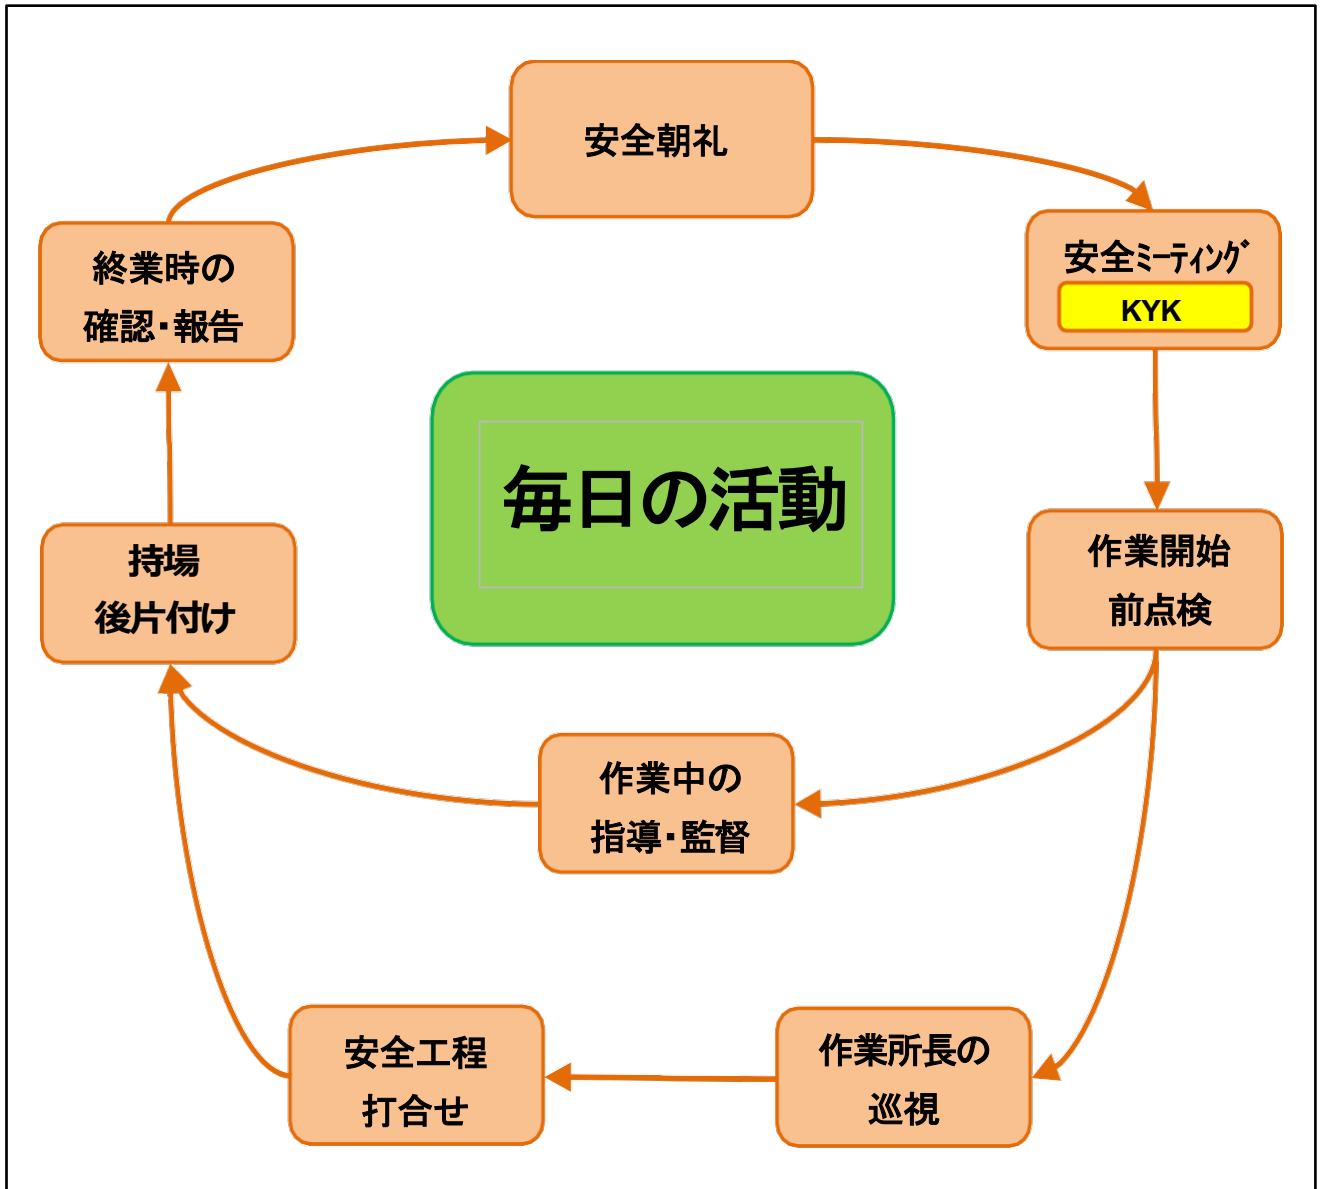 安全朝礼
安全ﾐｰﾃｨﾝｸﾞ
KYK
終業時の
確認・報告
毎日の活動
作業開始
前点検
持場
後片付け
作業中の
指導・監督
作業所長の
巡視
安全工程
打合せ